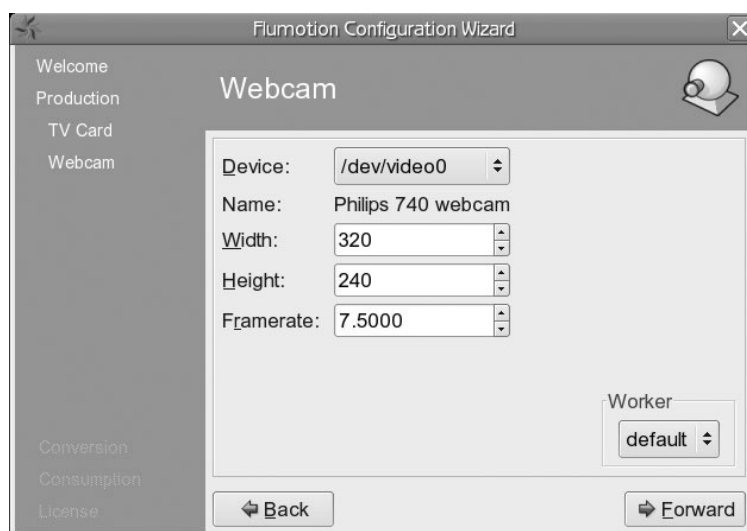 Flumotion Configuration Wizard
Welcome
Production
TV Card
Webcam
Conversion
Consumption
License
Webcam
Device: /dev/video0
Name: Philips 740 webcam
Width: 320
Height: 240
Framerate: 7.5000
Worker
default
Back
Forward